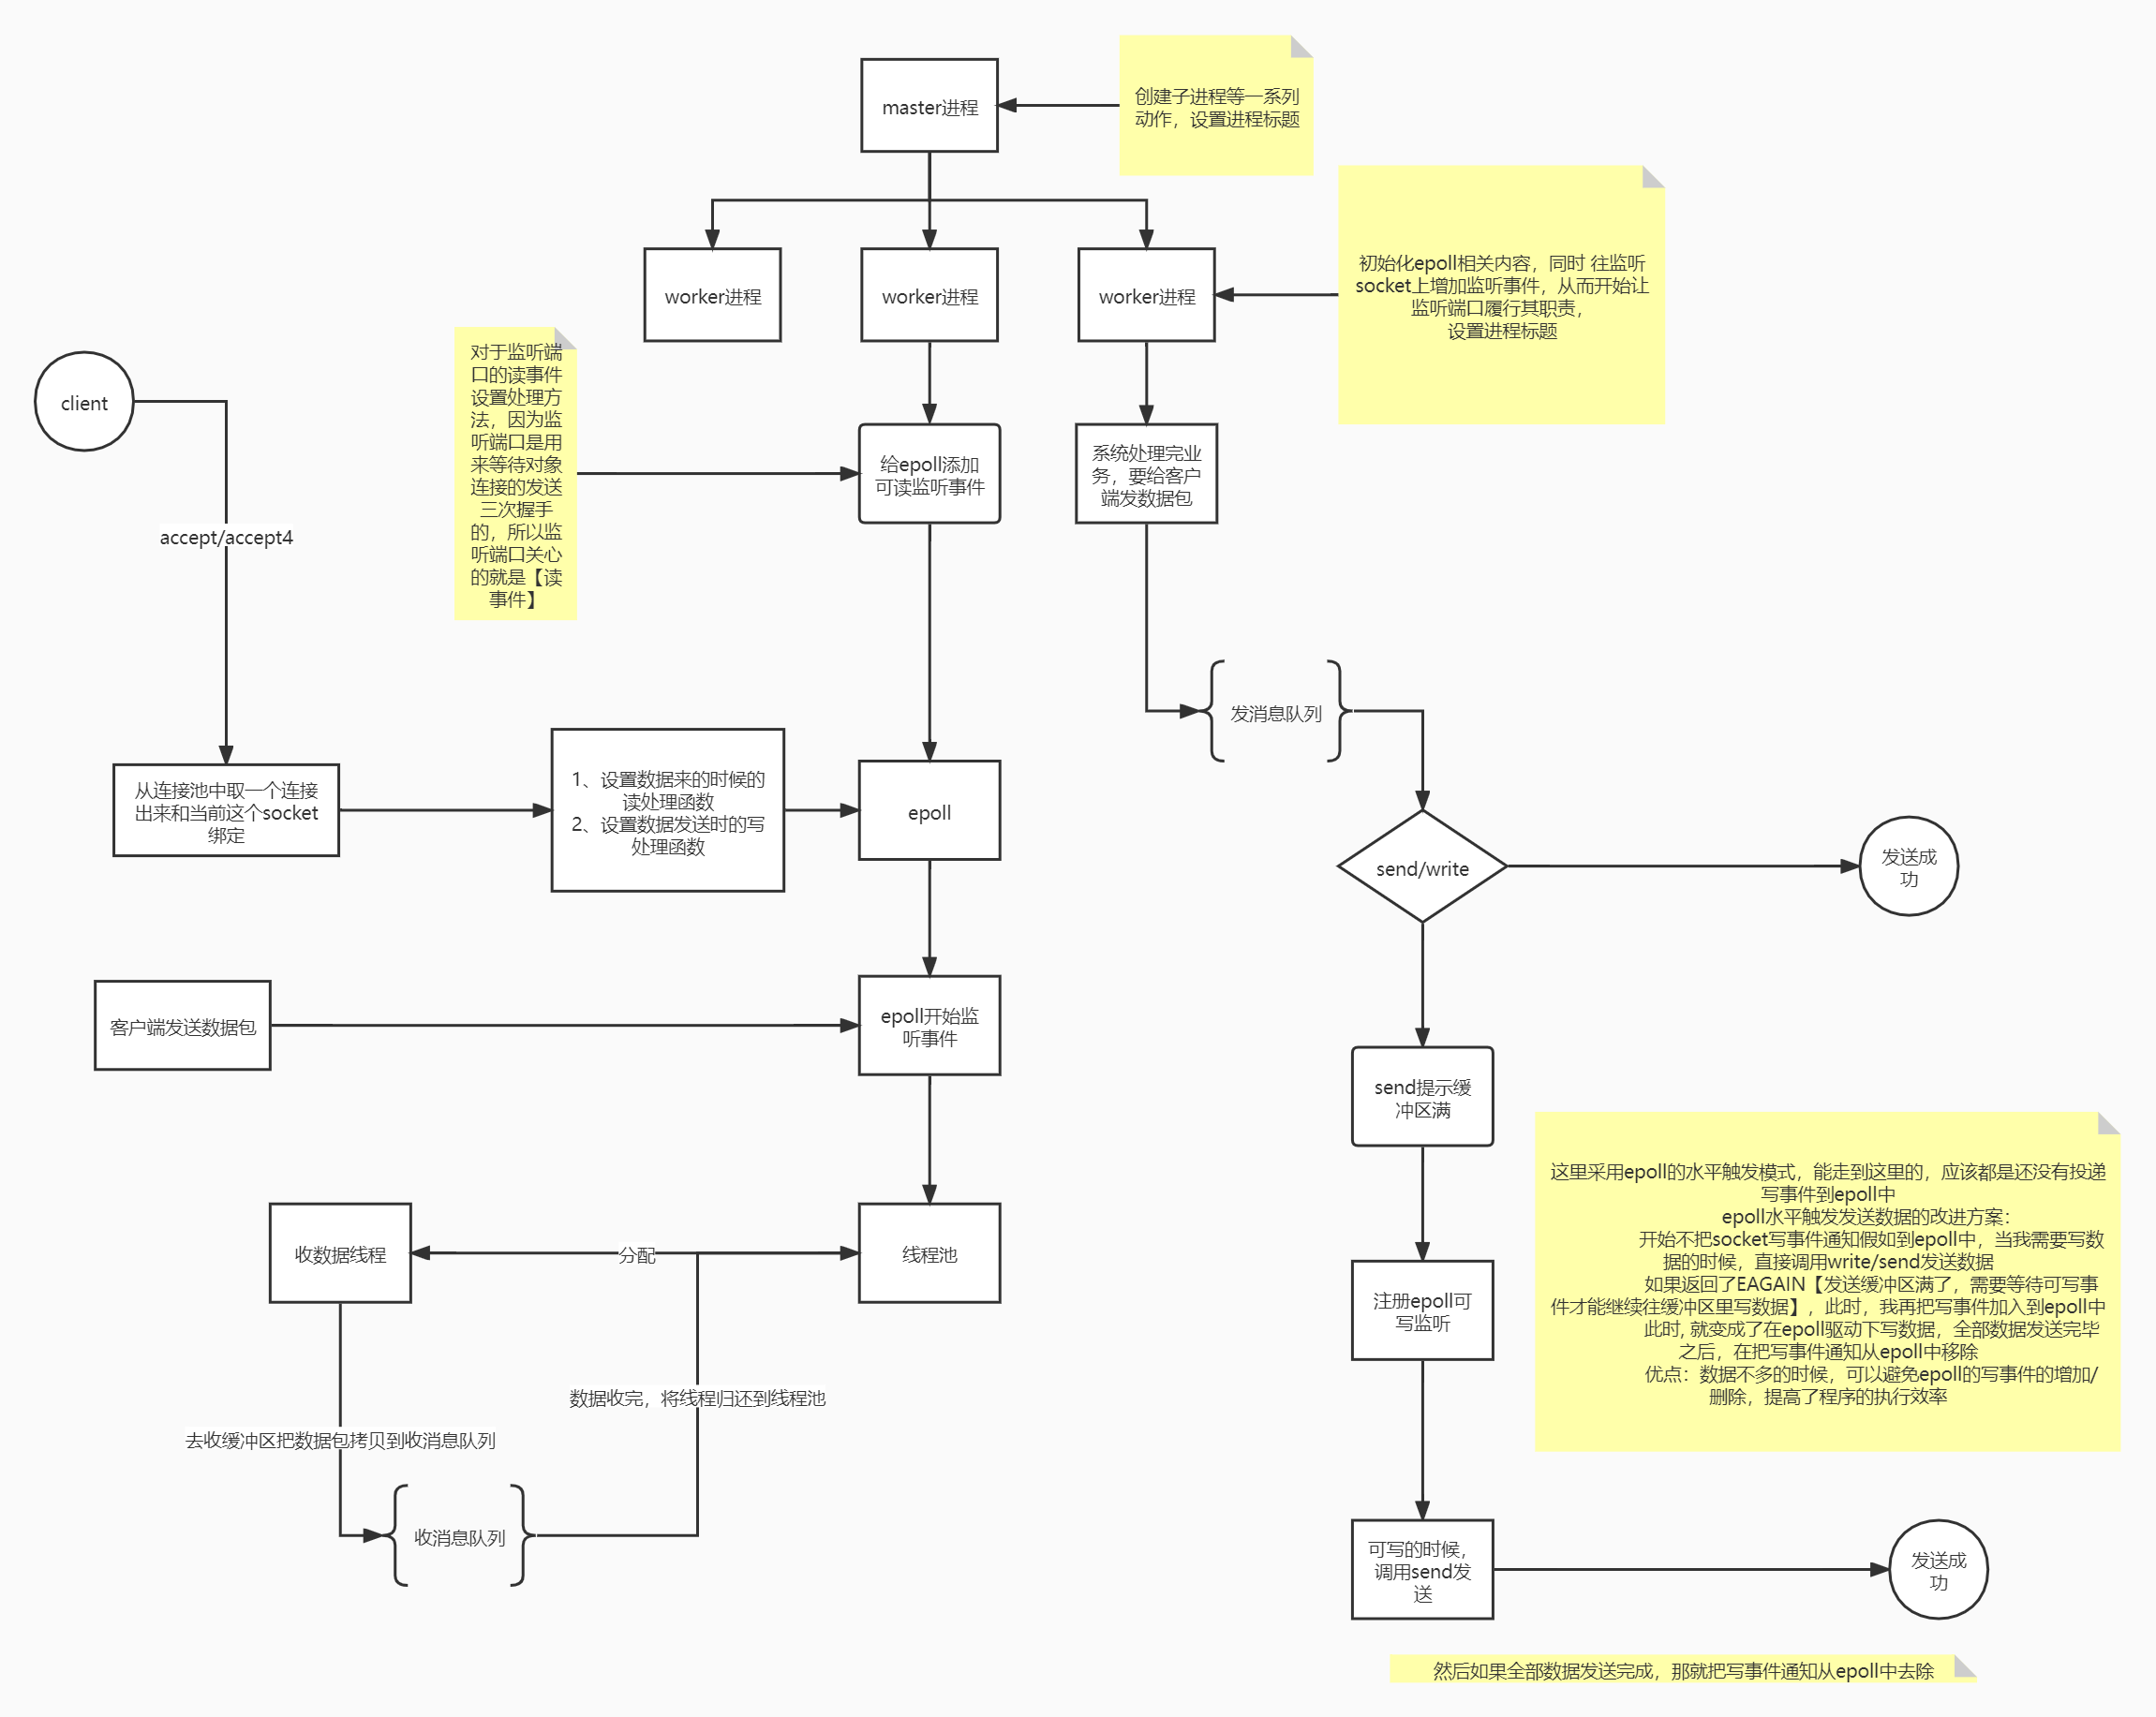 master进程
创建子进程等一系列
动作，设置进程标题
worker进程
worker进程
worker进程
初始化epoll相关内容，同时 往监听
socket上增加监听事件，从而开始让
监听端口履行其职责，
设置进程标题
client
对于监听端
口的读事件
设置处理方
法，因为监
听端口是用
来等待对象
连接的发送
三次握手
的，所以监
听端口关心
的就是【读
事件】
给epoll添加
可读监听事件
系统处理完业
务，要给客户
端发数据包
accept/accept4
发消息队列
从连接池中取一个连接
出来和当前这个socket
绑定
1、设置数据来的时候的
读处理函数
2、设置数据发送时的写
处理函数
epoll
send/write
发送成
功
客户端发送数据包
epoll开始监
听事件
send提示缓
冲区满
这里采用epoll的水平触发模式，能走到这里的，应该都是还没有投递
写事件到epoll中
epoll水平触发发送数据的改进方案：
开始不把socket写事件通知假如到epoll中，当我需要写数
据的时候，直接调用write/send发送数据
如果返回了EAGAIN【发送缓冲区满了，需要等待可写事
件才能继续往缓冲区里写数据】，此时，我再把写事件加入到epoll中
此时, 就变成了在epoll驱动下写数据，全部数据发送完毕
之后，在把写事件通知从epoll中移除
优点：数据不多的时候，可以避免epoll的写事件的增加/
删除，提高了程序的执行效率
收数据线程
分配
线程池
注册epoll可
写监听
数据收完，将线程归还到线程池
去收缓冲区把数据包拷贝到收消息队列
收消息队列
可写的时候，
调用send发
送
发送成
功
然后如果全部数据发送完成，那就把写事件通知从epoll中去除